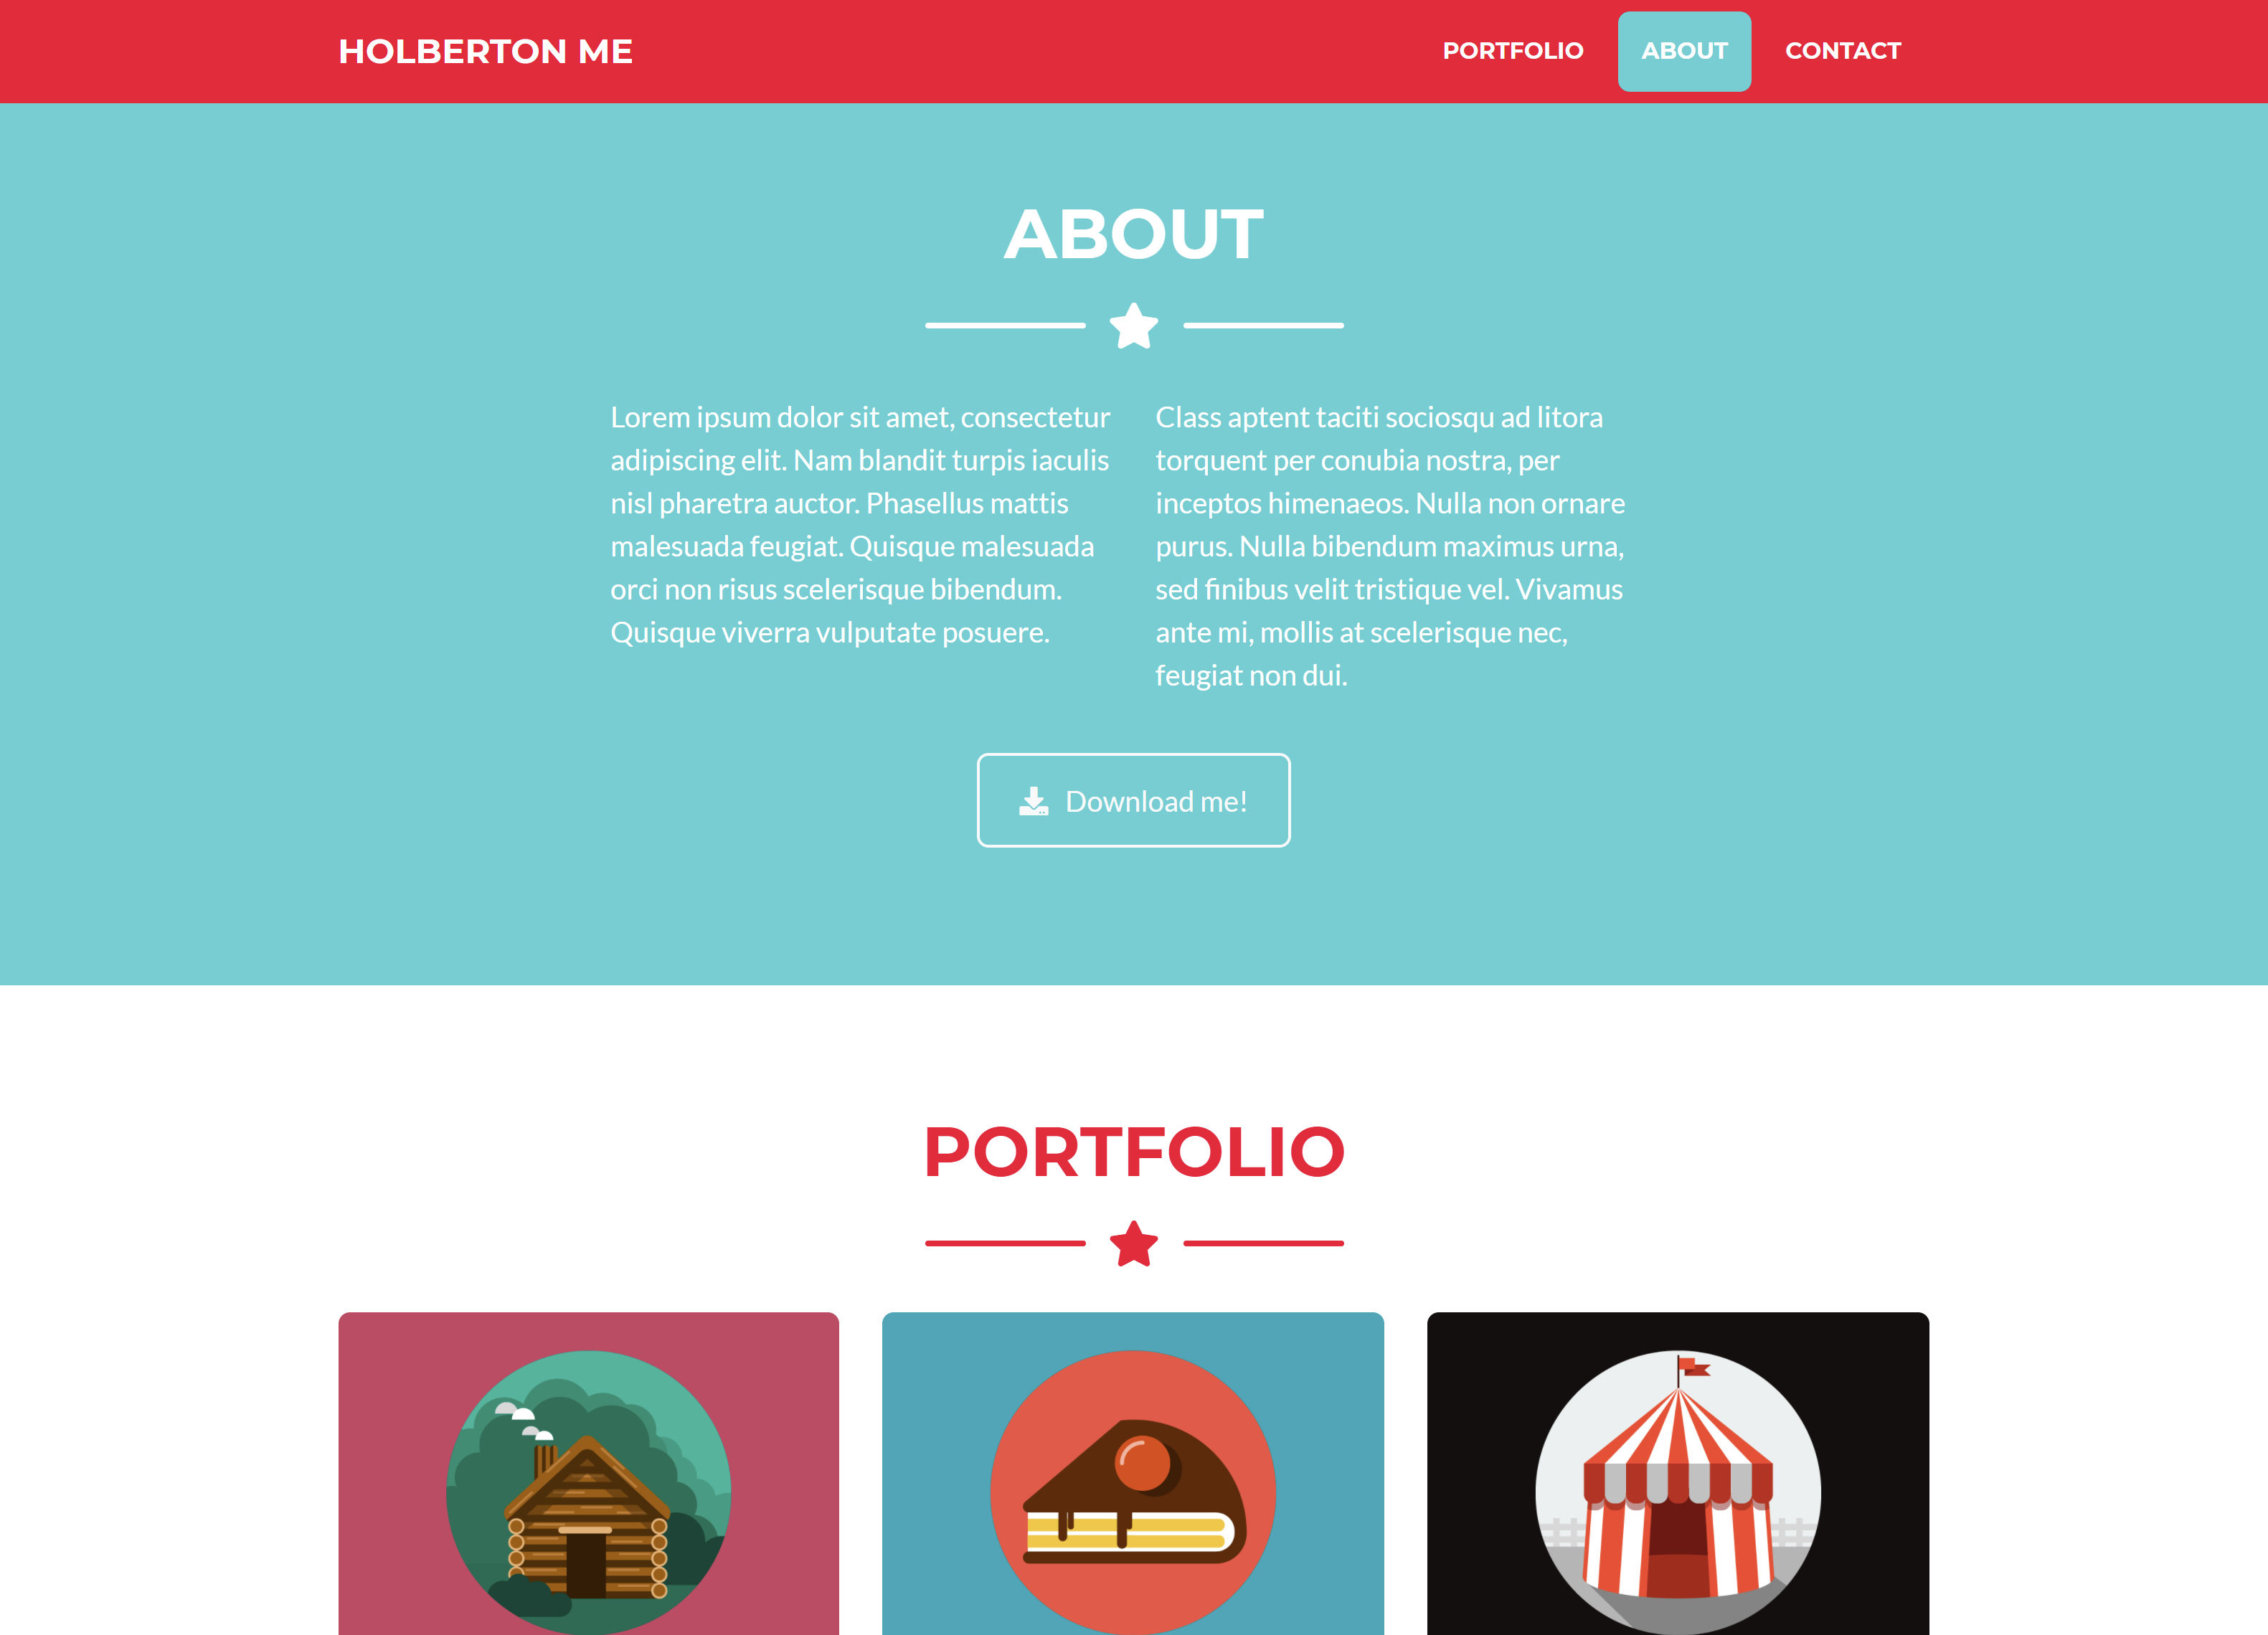 HOLBERTON ME
PORTFOLIO
ABOUT
CONTACT
ABOUT
Lorem ipsum dolor sit amet, consectetur
adipiscing elit. Nam blandit turpis iaculis
nisl pharetra auctor. Phasellus mattis
malesuada feugiat. Quisque malesuada
orci non risus scelerisque bibendum.
Quisque viverra vulputate posuere.
Class aptent taciti sociosqu ad litora
torquent per conubia nostra, per
inceptos himenaeos. Nulla non ornare
purus. Nulla bibendum maximus urna,
sed finibus velit tristique vel. Vivamus
ante mi, mollis at scelerisque nec,
feugiat non dui.
Download me!
PORTFOLIO